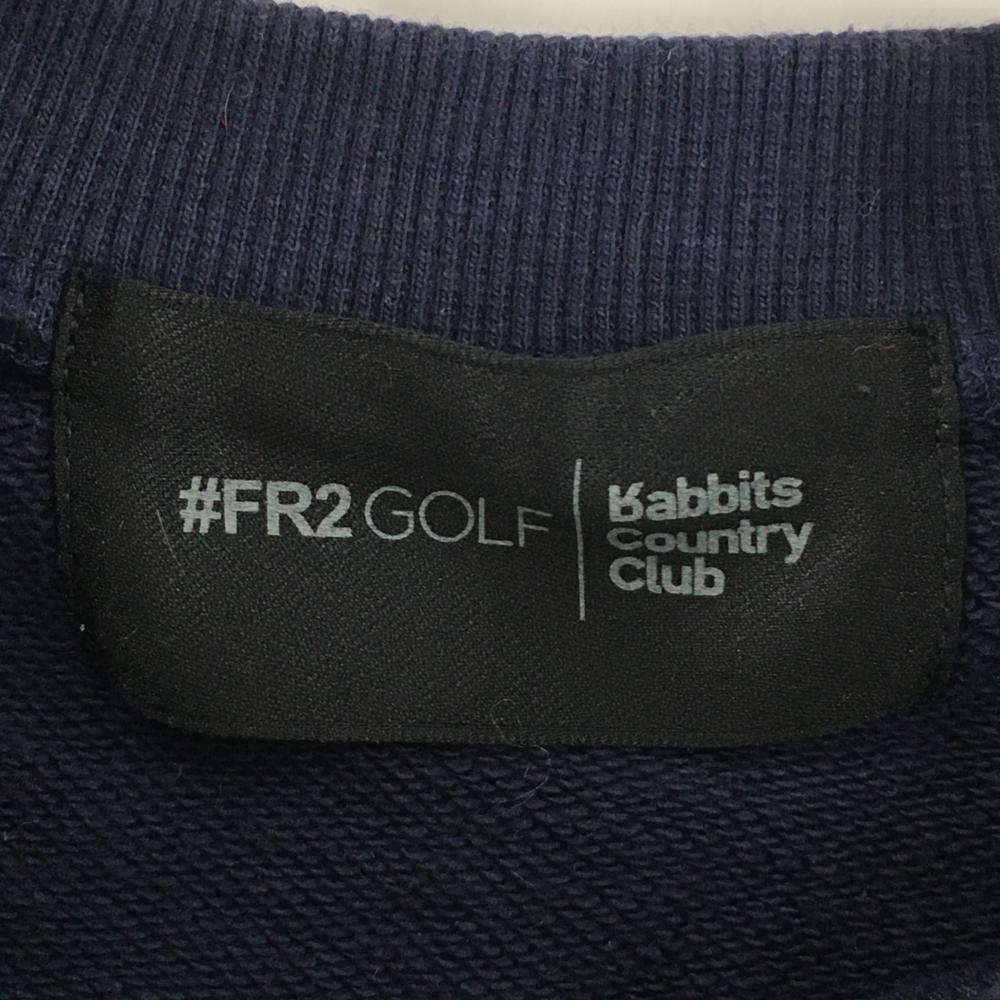 #FR2 GOLF
Rabbits
Country
Club